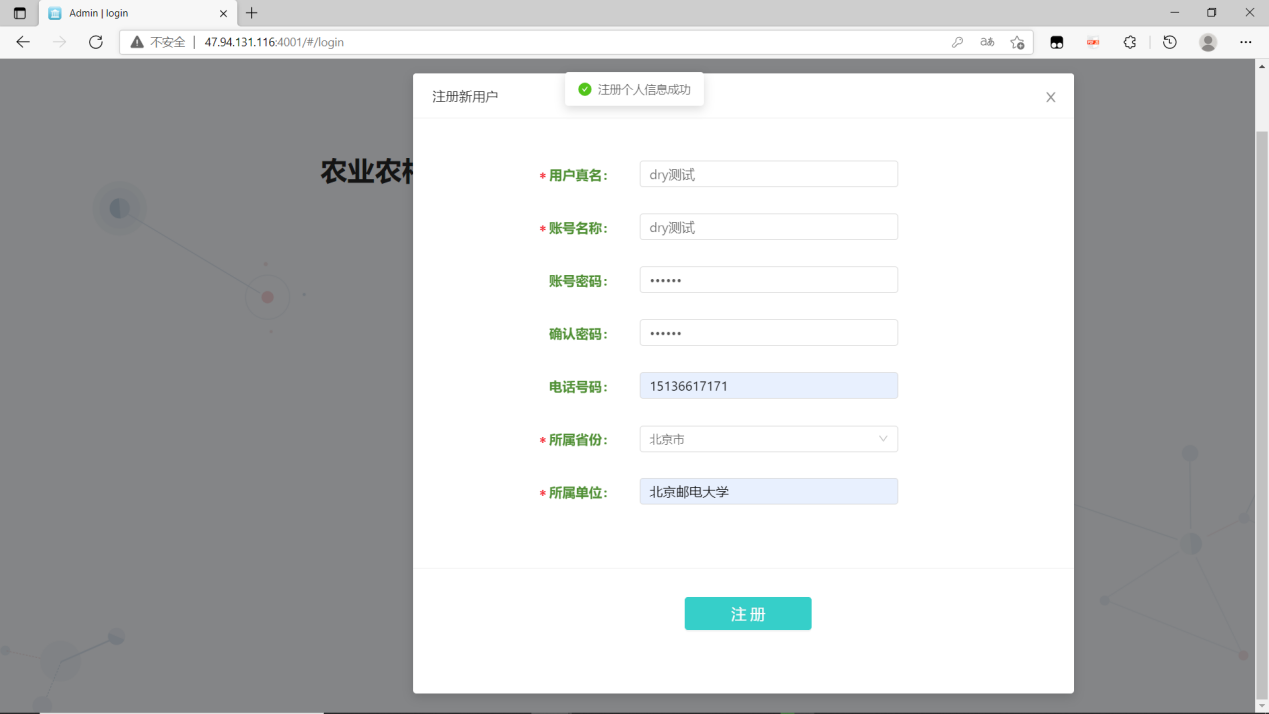 Admin | login
不安全 | 47.94.131.116:4001/#/login
注册新用户
注册个人信息成功
农业农
* 用户真名： dry测试
* 账号名称： dry测试
账号密码： ••••••
确认密码： ••••••
电话号码： 15136617171
* 所属省份： 北京市
* 所属单位： 北京邮电大学
注 册